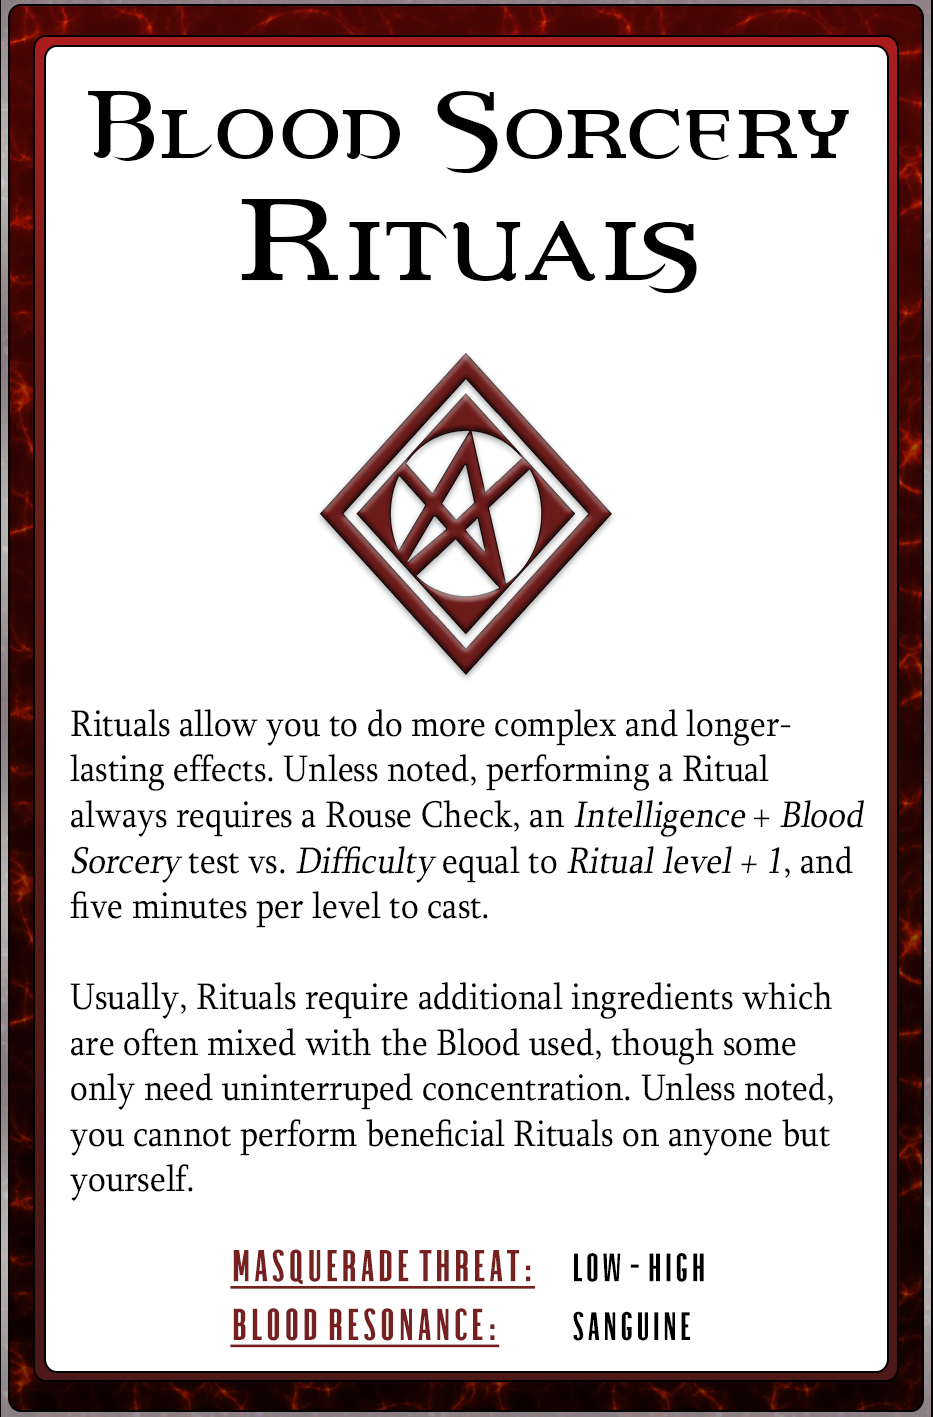 Blood Sorcery
Rituals
Rituals allow you to do more complex and longer-
lasting effects. Unless noted, performing a Ritual
always requires a Rouse Check, an Intelligence + Blood
Sorcery test vs. Difficulty equal to Ritual level + 1, and
five minutes per level to cast.
Usually, Rituals require additional ingredients which
are often mixed with the Blood used, though some
only need uninterruped concentration. Unless noted,
you cannot perform beneficial Rituals on anyone but
yourself.
MASQUERADE THREAT: LOW - HIGH
BLOOD RESONANCE: SANGUINE